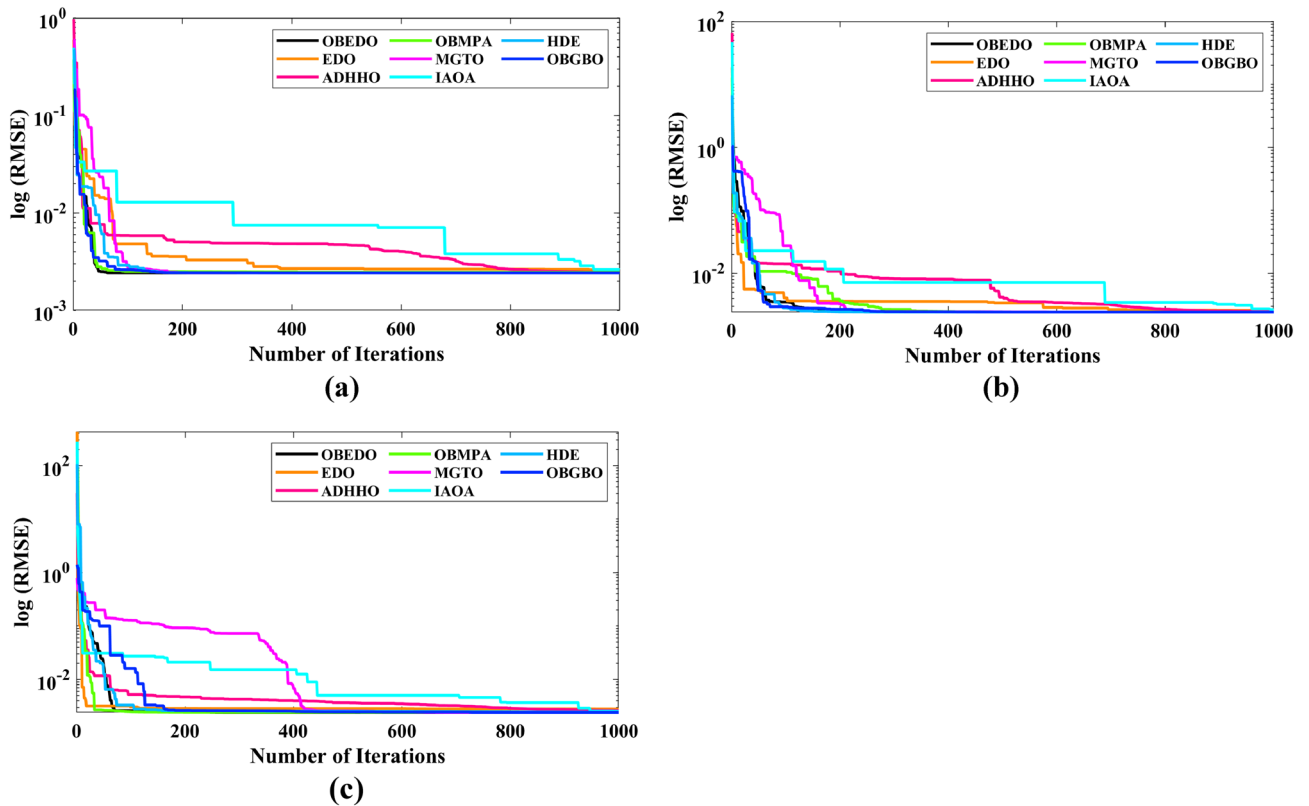 10^0
10^-1
10^-2
10^-3
log (RMSE)
OBEDO OBMPA HDE
EDO MGTO OBGBO
ADHHO IAOA
0 200 400 600 800 1000
Number of Iterations
(a)
10^2
10^0
10^-2
log (RMSE)
OBEDO OBMPA HDE
EDO MGTO OBGBO
ADHHO IAOA
0 200 400 600 800 1000
Number of Iterations
(b)
10^2
10^0
10^-2
log (RMSE)
OBEDO OBMPA HDE
EDO MGTO OBGBO
ADHHO IAOA
0 200 400 600 800 1000
Number of Iterations
(c)